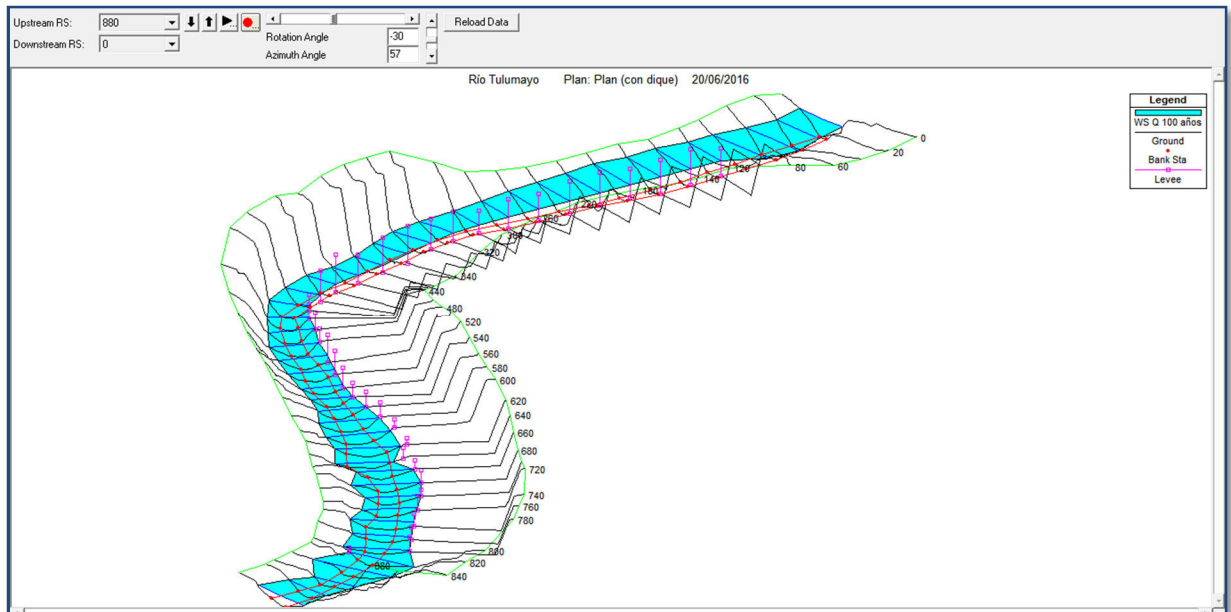 Upstream RS: 880
Downstream RS: 0
Rotation Angle -30
Azimuth Angle 57
Reload Data
Río Tulumayo Plan: Plan (con dique) 20/06/2016
Legend
WS Q 100 años
Ground
Bank Sta
Levee
0
20
60
80
120
140
180
280
320
340
440
480
520
540
560
580
600
620
640
660
680
720
740
760
780
800
820
840
880